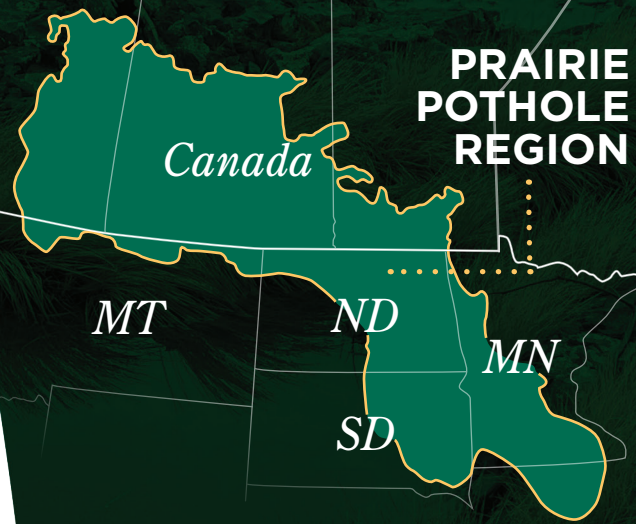 PRAIRIE
POTHOLE
REGION
Canada
MT
ND
MN
SD